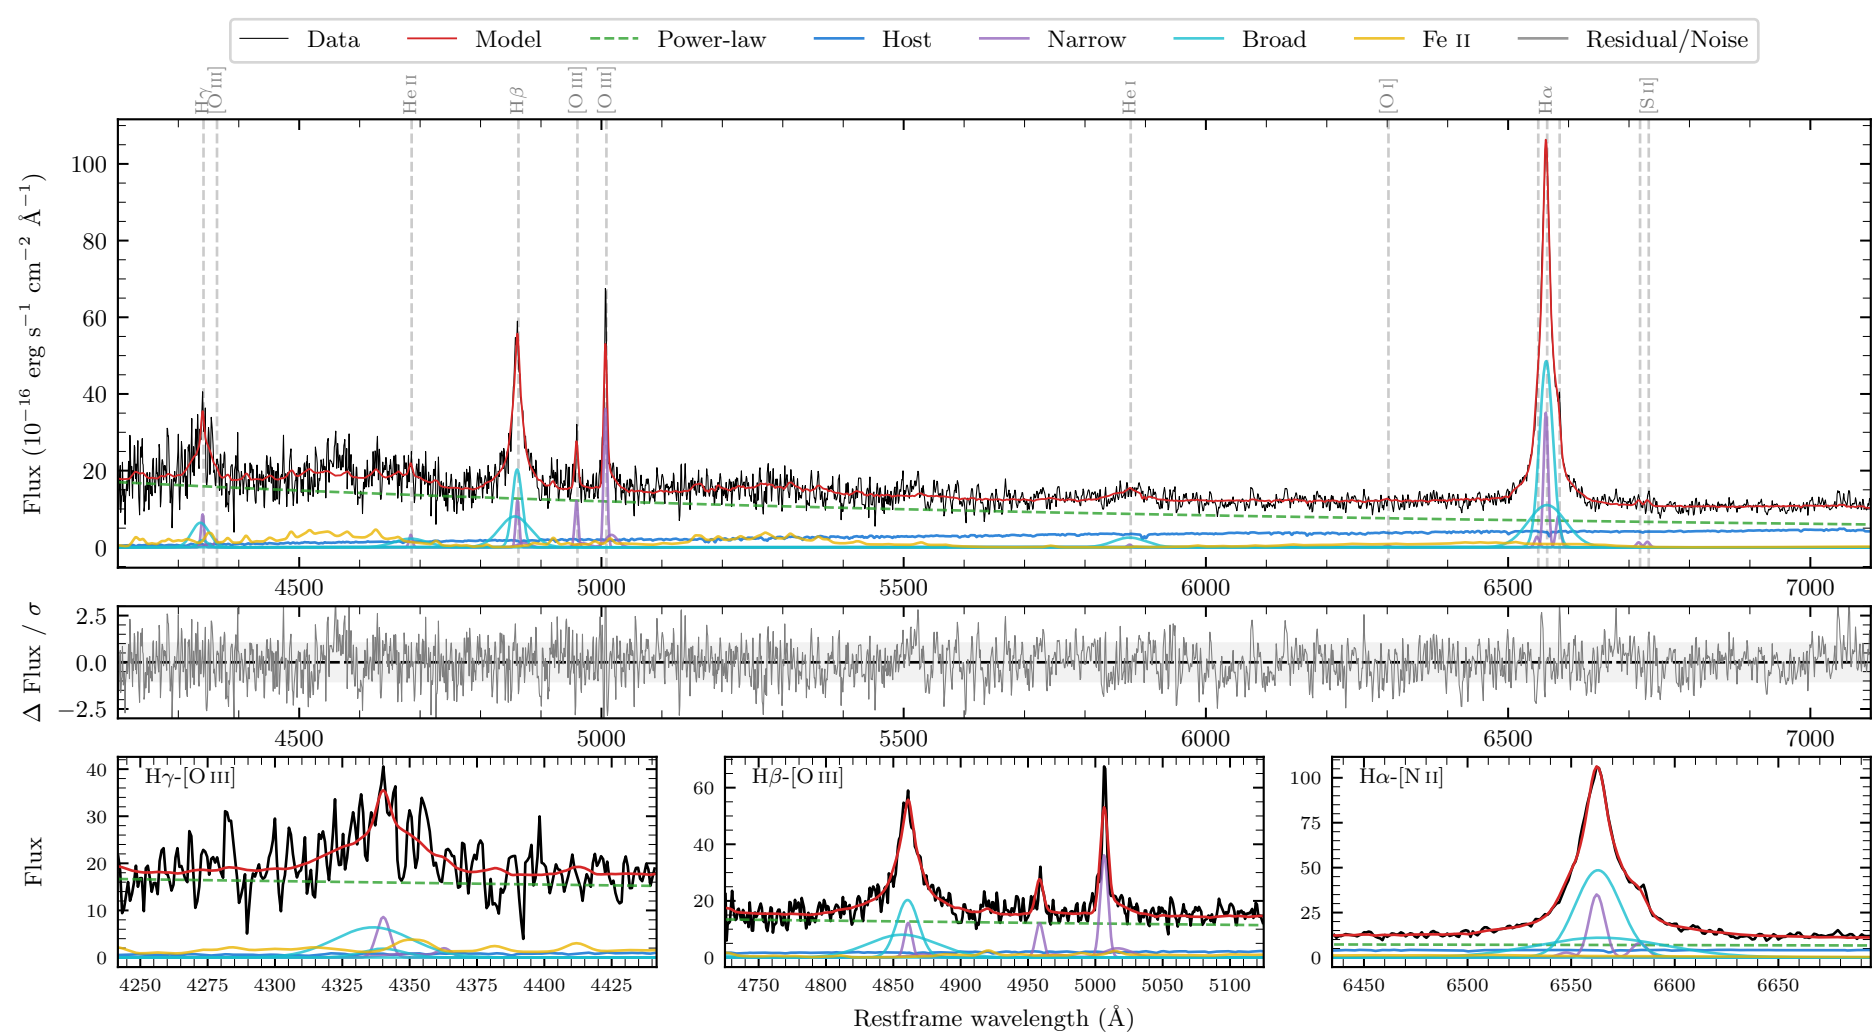 Data Model Power-law Host Narrow Broad Fe II Residual/Noise
Hγ [O III] He II Hβ [O III] [O III] He I [O I] Hα [S II]
Flux (10⁻¹⁶ erg s⁻¹ cm⁻² Å⁻¹)
100
80
60
40
20
0
4500 5000 5500 6000 6500 7000
Δ Flux / σ
2.5
0.0
−2.5
4500 5000 5500 6000 6500 7000
Flux
Hγ-[O III]
40
30
20
10
0
4250 4275 4300 4325 4350 4375 4400 4425
Hβ-[O III]
60
40
20
0
4750 4800 4850 4900 4950 5000 5050 5100
Hα-[N II]
100
75
50
25
0
6450 6500 6550 6600 6650
Restframe wavelength (Å)